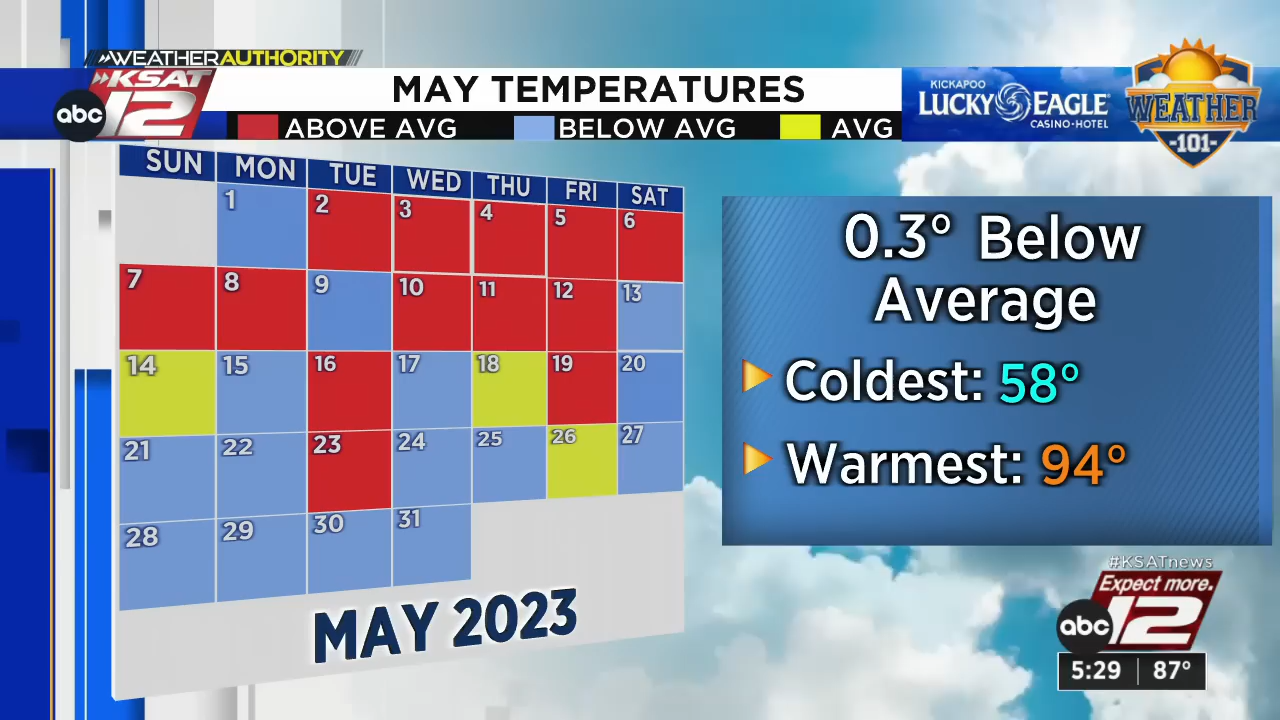 WEATHERAUTHORITY
KSAT
abc 12
MAY TEMPERATURES
ABOVE AVG BELOW AVG AVG
KICKAPOO
LUCKY EAGLE
CASINO·HOTEL
WEATHER
-101-
SUN MON TUE WED THU FRI SAT
1 2 3 4 5 6
7 8 9 10 11 12 13
14 15 16 17 18 19 20
21 22 23 24 25 26 27
28 29 30 31
MAY 2023
0.3° Below
Average
Coldest: 58°
Warmest: 94°
#KSATnews
Expect more.
abc 12
5:29 87°